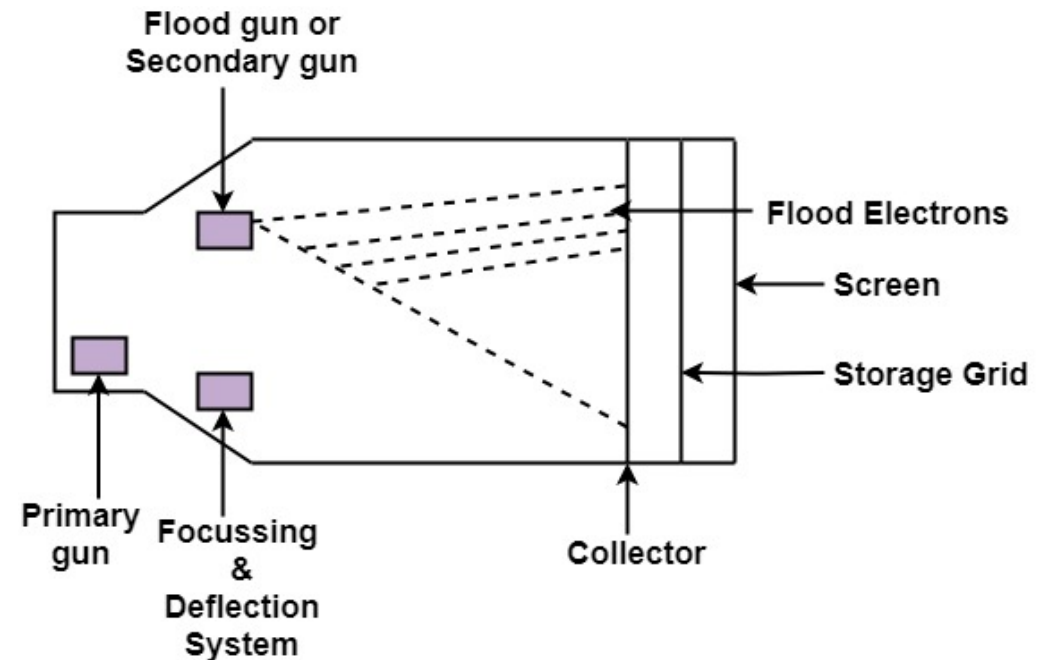 Flood gun or
Secondary gun
Flood Electrons
Screen
Storage Grid
Primary
gun
Focussing
&
Deflection
System
Collector